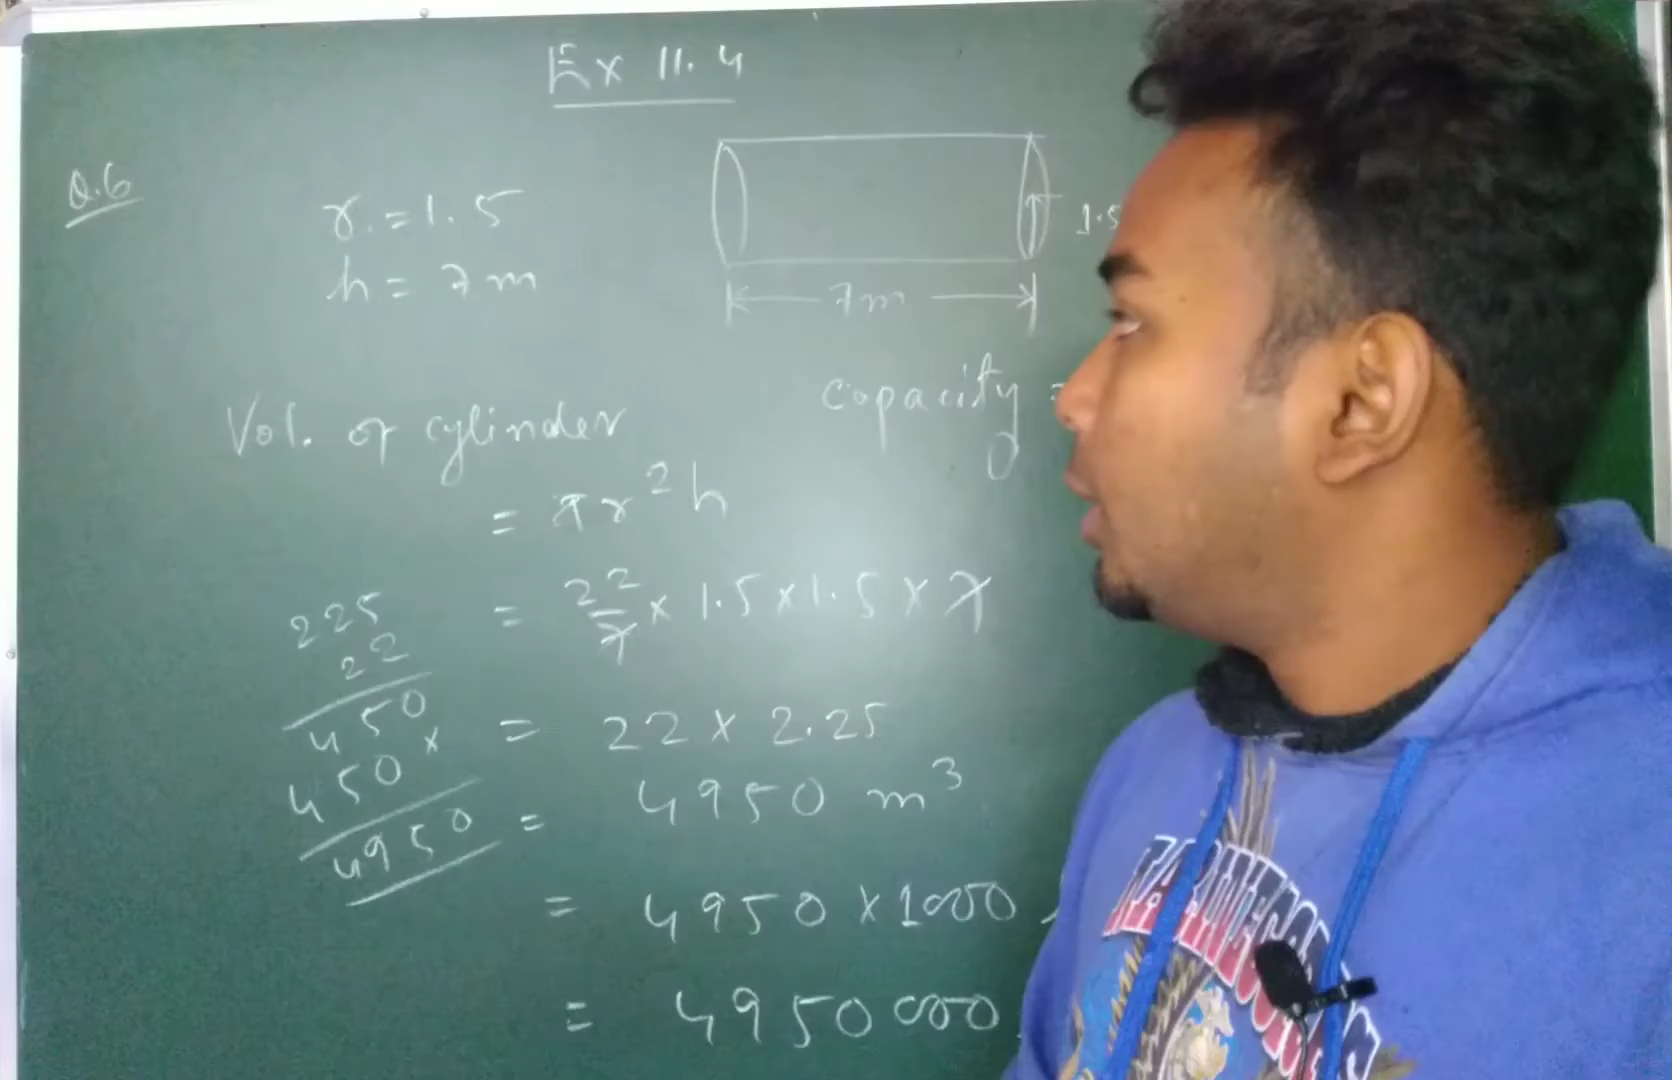 Ex 11.4
Q.6
r. = 1.5
h = 7m
1.5
7m
Vol. of cylinder
capacity =
= πr²h
= 22/7 × 1.5 × 1.5 × 7
225
22
450
450×
4950
= 22 × 2.25
= 4950 m³
= 4950 × 1000
= 4950000